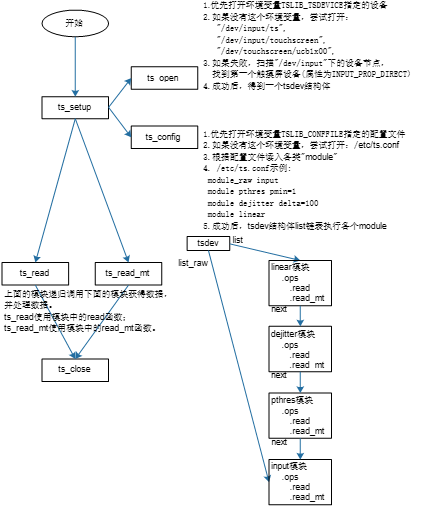 开始
1.优先打开环境变量TSLIB_TSDEVICE指定的设备
2.如果没有这个环境变量，尝试打开：
"/dev/input/ts",
"/dev/input/touchscreen",
"/dev/touchscreen/ucb1x00",
3.如果失败，扫描"/dev/input"下的设备节点，
找到第一个触摸屏设备(属性为INPUT_PROP_DIRECT)
4.成功后，得到一个tsdev结构体
ts_open
ts_setup
ts_config
1.优先打开环境变量TSLIB_CONFFILE指定的配置文件
2.如果没有这个环境变量，尝试打开：/etc/ts.conf
3.根据配置文件读入各类"module"
4. /etc/ts.conf示例:
module_raw input
module pthres pmin=1
module dejitter delta=100
module linear
5.成功后，tsdev结构体list链表执行各个module
tsdev
list
list_raw
ts_read
ts_read_mt
上面的模块递归调用下面的模块获得数据，
并处理数据。
ts_read使用模块中的read函数；
ts_read_mt使用模块中的read_mt函数。
ts_close
linear模块
.ops
.read
.read_mt
next
dejitter模块
.ops
.read
.read_mt
next
pthres模块
.ops
.read
.read_mt
next
input模块
.ops
.read
.read_mt